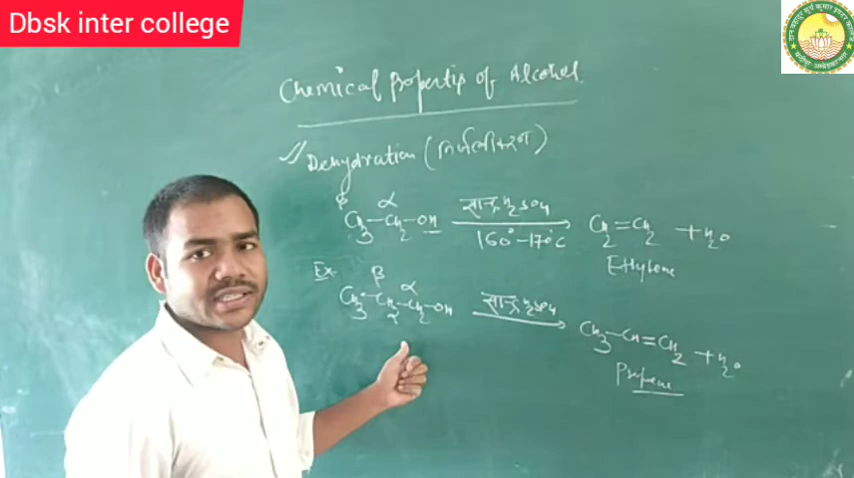 Dbsk inter college
Chemical Properties of Alcohol
Dehydration (निर्जलीकरण)
β α
CH3-CH2-OH सान्द्र H2SO4 160°-170°C CH2=CH2 + H2O
Ethylene
Ex. β α
CH3-CH2-CH2-OH सान्द्र H2SO4 CH3-CH=CH2 + H2O
Propene